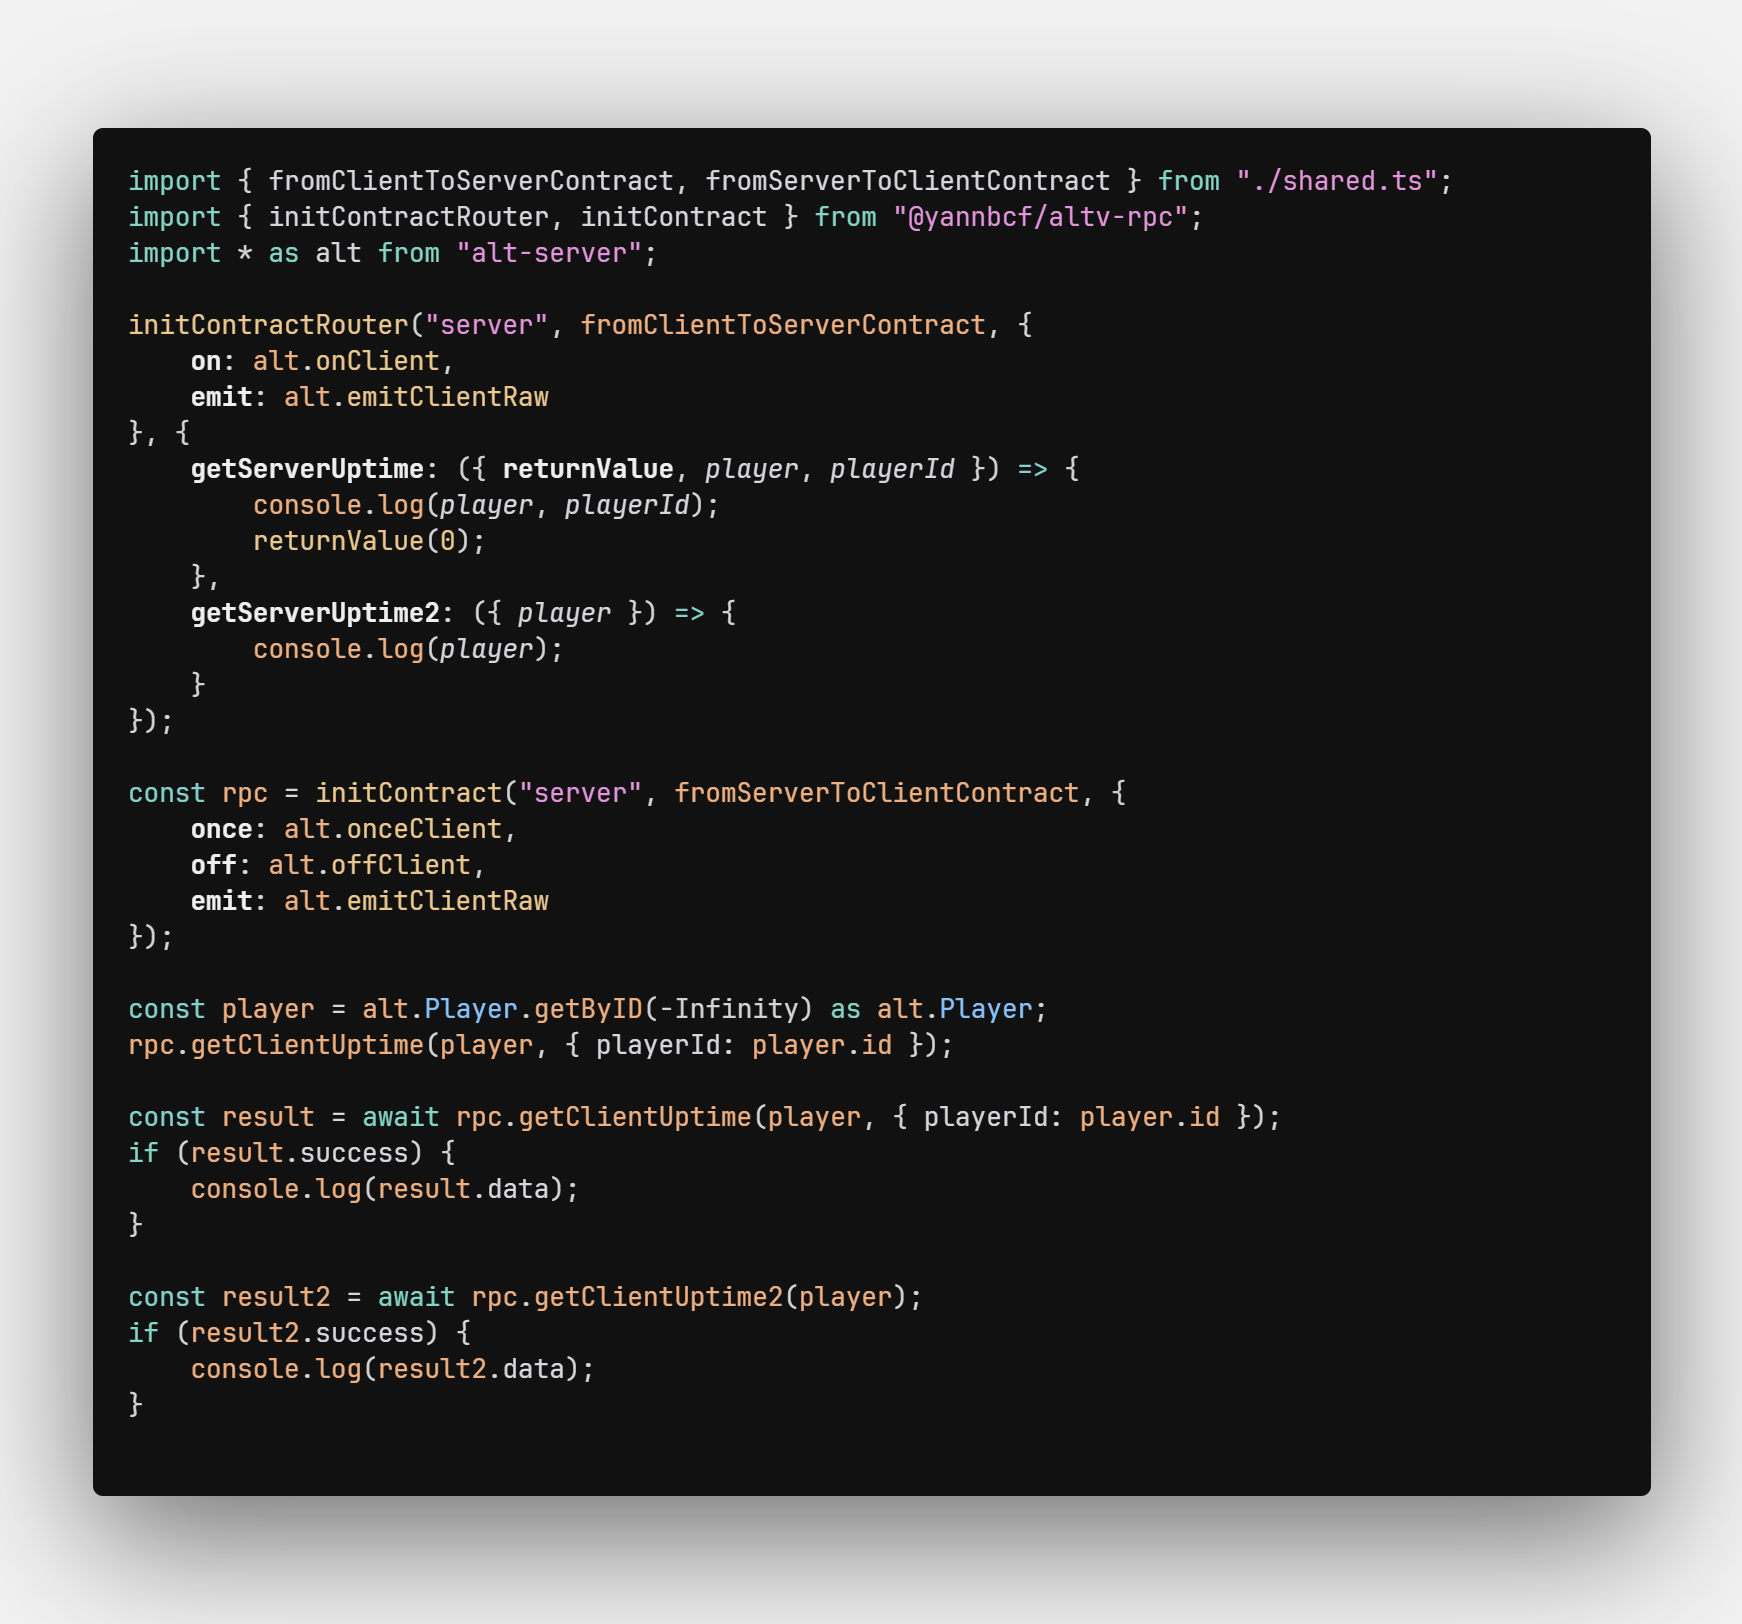 import { fromClientToServerContract, fromServerToClientContract } from "./shared.ts";
import { initContractRouter, initContract } from "@yannbcf/altv-rpc";
import * as alt from "alt-server";

initContractRouter("server", fromClientToServerContract, {
    on: alt.onClient,
    emit: alt.emitClientRaw
}, {
    getServerUptime: ({ returnValue, player, playerId }) => {
        console.log(player, playerId);
        returnValue(0);
    },
    getServerUptime2: ({ player }) => {
        console.log(player);
    }
});

const rpc = initContract("server", fromServerToClientContract, {
    once: alt.onceClient,
    off: alt.offClient,
    emit: alt.emitClientRaw
});

const player = alt.Player.getByID(-Infinity) as alt.Player;
rpc.getClientUptime(player, { playerId: player.id });

const result = await rpc.getClientUptime(player, { playerId: player.id });
if (result.success) {
    console.log(result.data);
}

const result2 = await rpc.getClientUptime2(player);
if (result2.success) {
    console.log(result2.data);
}